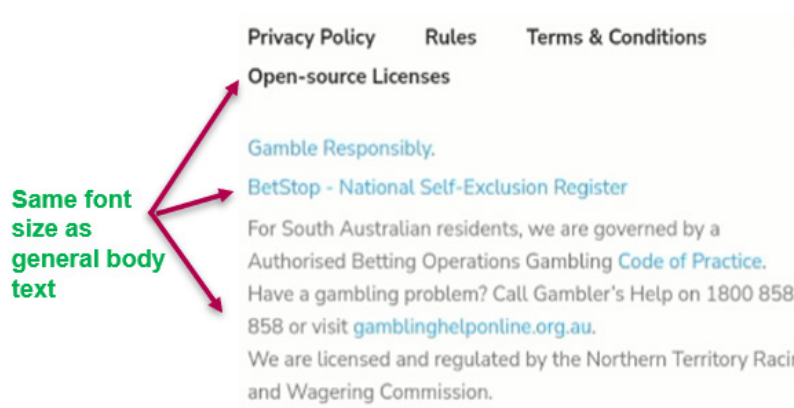 Privacy Policy Rules Terms & Conditions
Open-source Licenses
Gamble Responsibly.
BetStop - National Self-Exclusion Register
Same font
size as
general body
text
For South Australian residents, we are governed by a
Authorised Betting Operations Gambling Code of Practice.
Have a gambling problem? Call Gambler's Help on 1800 858
858 or visit gamblinghelponline.org.au.
We are licensed and regulated by the Northern Territory
and Wagering Commission.